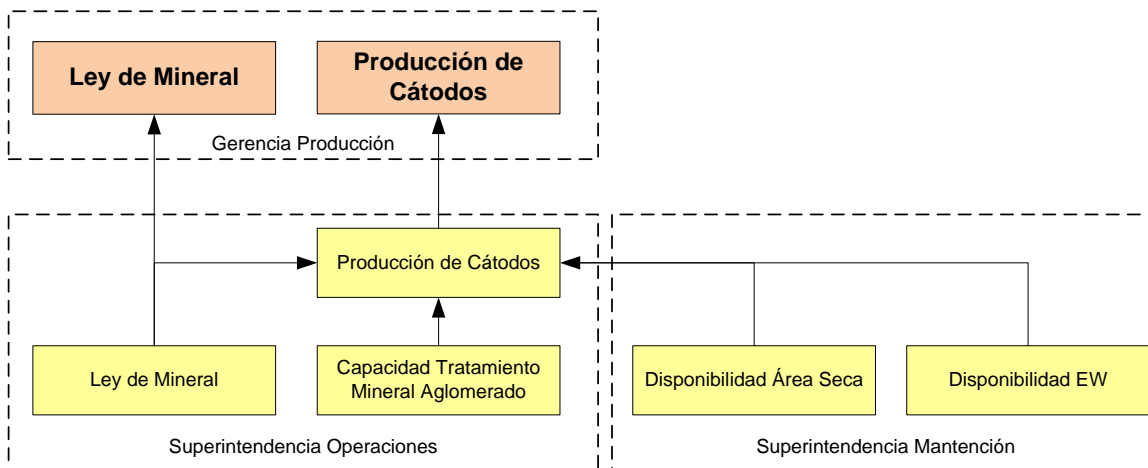 Ley de Mineral
Producción de
Cátodos
Gerencia Producción
Producción de Cátodos
Ley de Mineral
Capacidad Tratamiento
Mineral Aglomerado
Disponibilidad Área Seca
Disponibilidad EW
Superintendencia Operaciones
Superintendencia Mantención